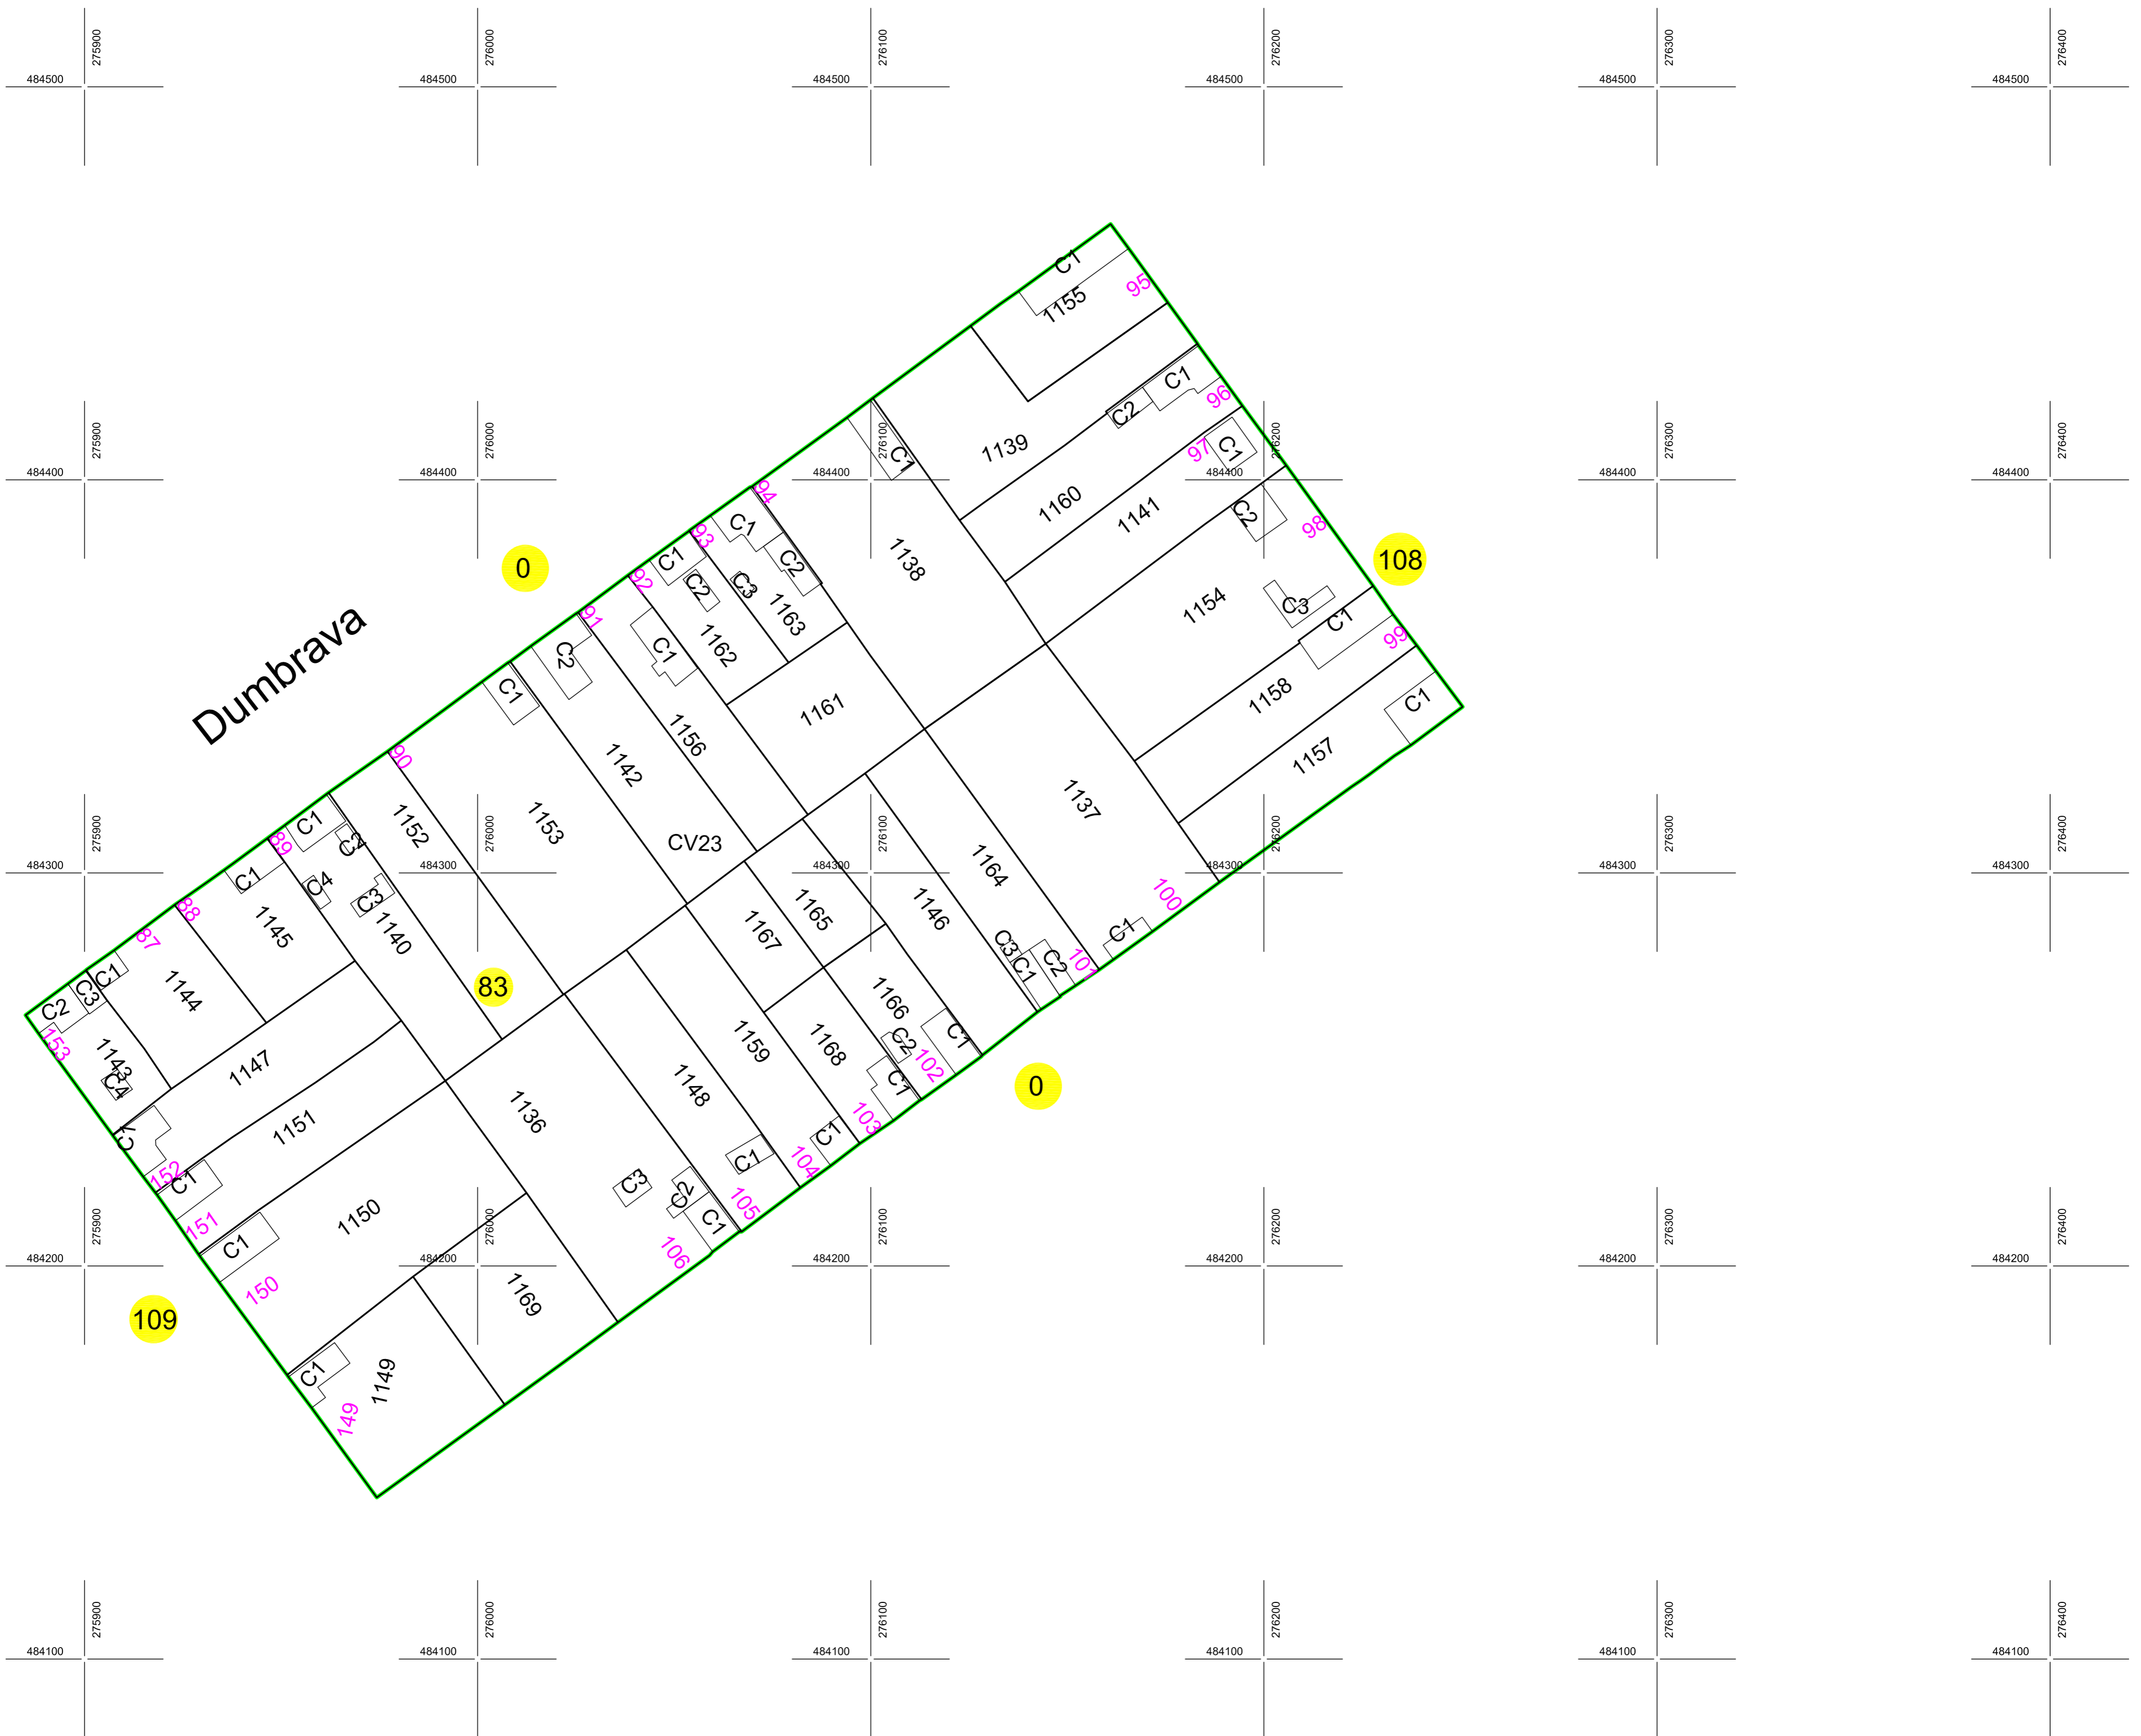 275900
276000
276100
276200
276300
276400
484500
484500
484500
484500
484500
484500
C1
1155
95
C1
96
C2
275900
276000
276100
276200
276300
276400
1139
97
C1
C1
484400
484400
484400
484400
484400
484400
94
1160
1141
C2
98
93
C1
0
C1
C2
1138
108
92
C2
C3
1163
1154
C3
91
Dumbrava
1162
C1
C1
99
C2
C1
1158
C1
1161
1156
90
1142
1157
1137
C1
1152
1153
89
C2
CV23
275900
276000
276100
276200
276300
276400
484300
484300
484300
484300
484300
484300
C1
C4
C3
1164
100
88
1145
1140
1167
1165
1146
87
C1
C3
C1
C1
C2
101
83
1144
C3
C2
1166
153
1143
C4
1147
1159
1168
C2
C1
102
0
C1
1148
1136
1151
103
C1
C1
104
C1
152
C1
C3
C2
105
151
1150
C1
C1
106
275900
276000
276100
276200
276300
276400
484200
484200
484200
484200
484200
484200
150
1169
109
C1
1149
149
275900
276000
276100
276200
276300
276400
484100
484100
484100
484100
484100
484100